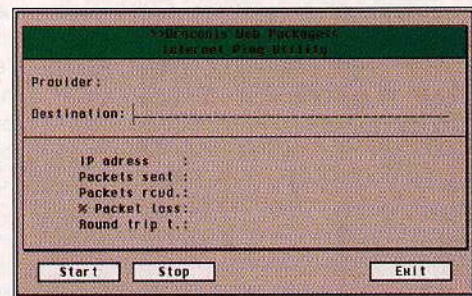 >>Draconis Web Package<<
Internet Ping Utility
Provider:
Destination:
IP adress :
Packets sent :
Packets rcvd.:
% Packet loss:
Round trip t.:
Start Stop Exit